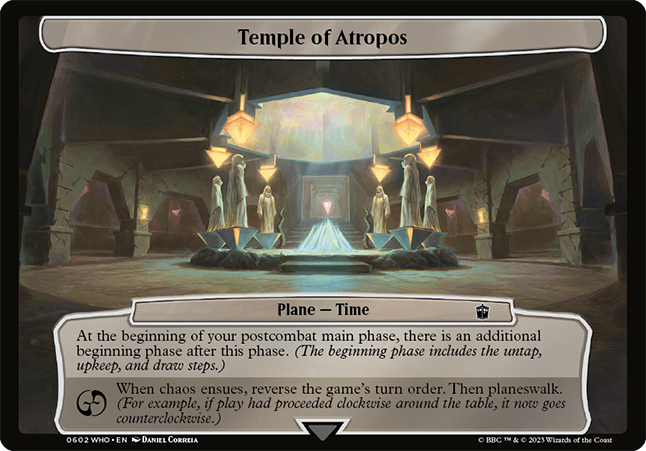 Temple of Atropos
Plane — Time
At the beginning of your postcombat main phase, there is an additional
beginning phase after this phase. (The beginning phase includes the untap,
upkeep, and draw steps.)
When chaos ensues, reverse the game's turn order. Then planeswalk.
(For example, if play had proceeded clockwise around the table, it now goes
counterclockwise.)
0602 WHO • EN Daniel Correia
© BBC ™ & © 2023 Wizards of the Coast